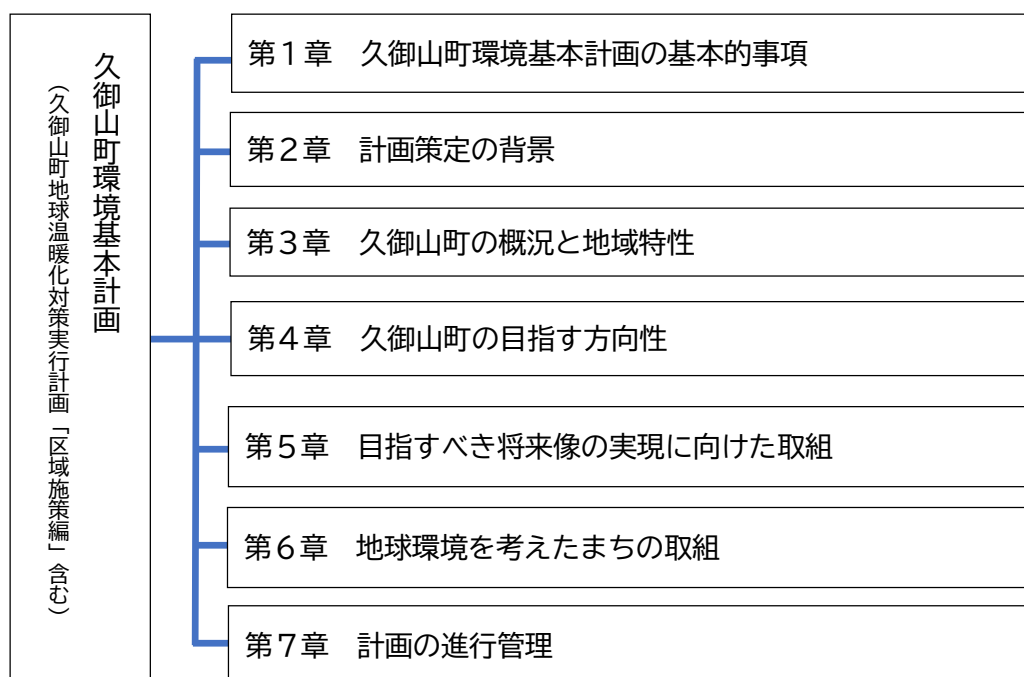 久御山町環境基本計画
（久御山町地球温暖化対策実行計画「区域施策編」含む）
第１章　久御山町環境基本計画の基本的事項
第２章　計画策定の背景
第３章　久御山町の概況と地域特性
第４章　久御山町の目指す方向性
第５章　目指すべき将来像の実現に向けた取組
第６章　地球環境を考えたまちの取組
第７章　計画の進行管理